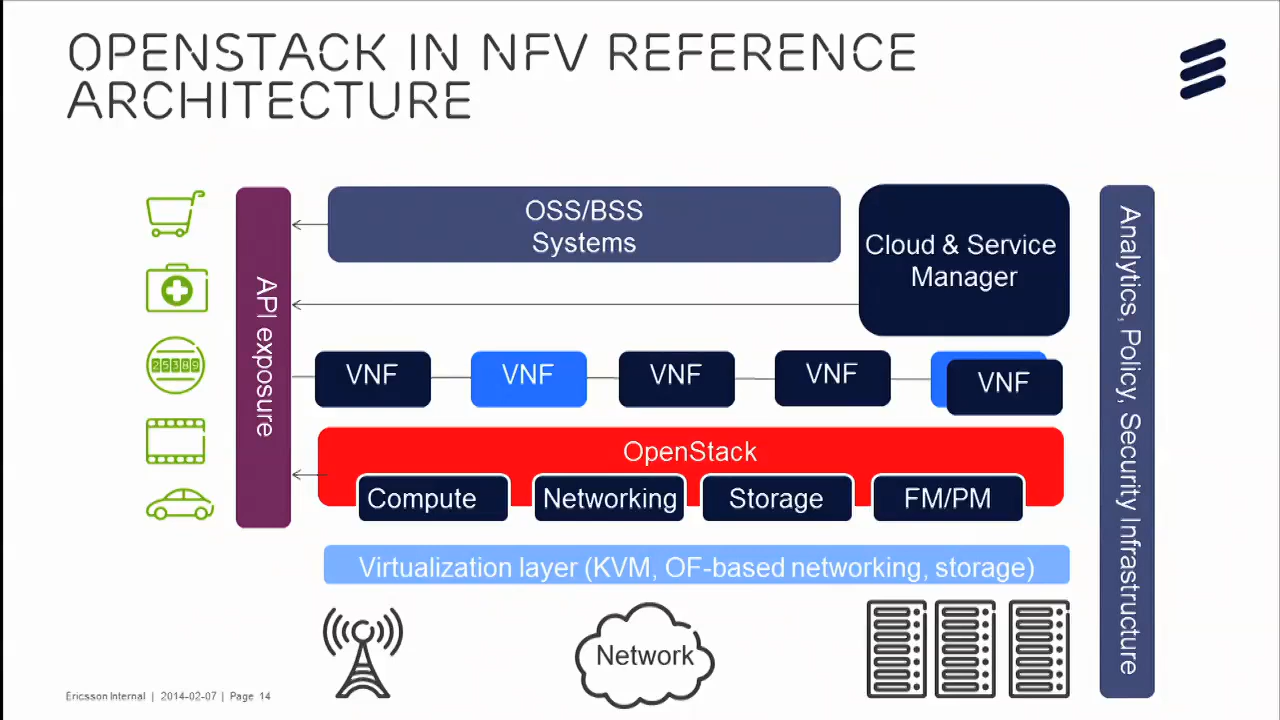 OPENSTACK IN NFV REFERENCE
ARCHITECTURE
API exposure
OSS/BSS
Systems
Cloud & Service
Manager
Analytics, Policy, Security Infrastructure
25389
VNF
VNF
VNF
VNF
VNF
OpenStack
Compute
Networking
Storage
FM/PM
Virtualization layer (KVM, OF-based networking, storage)
Network
Ericsson Internal | 2014-02-07 | Page 14